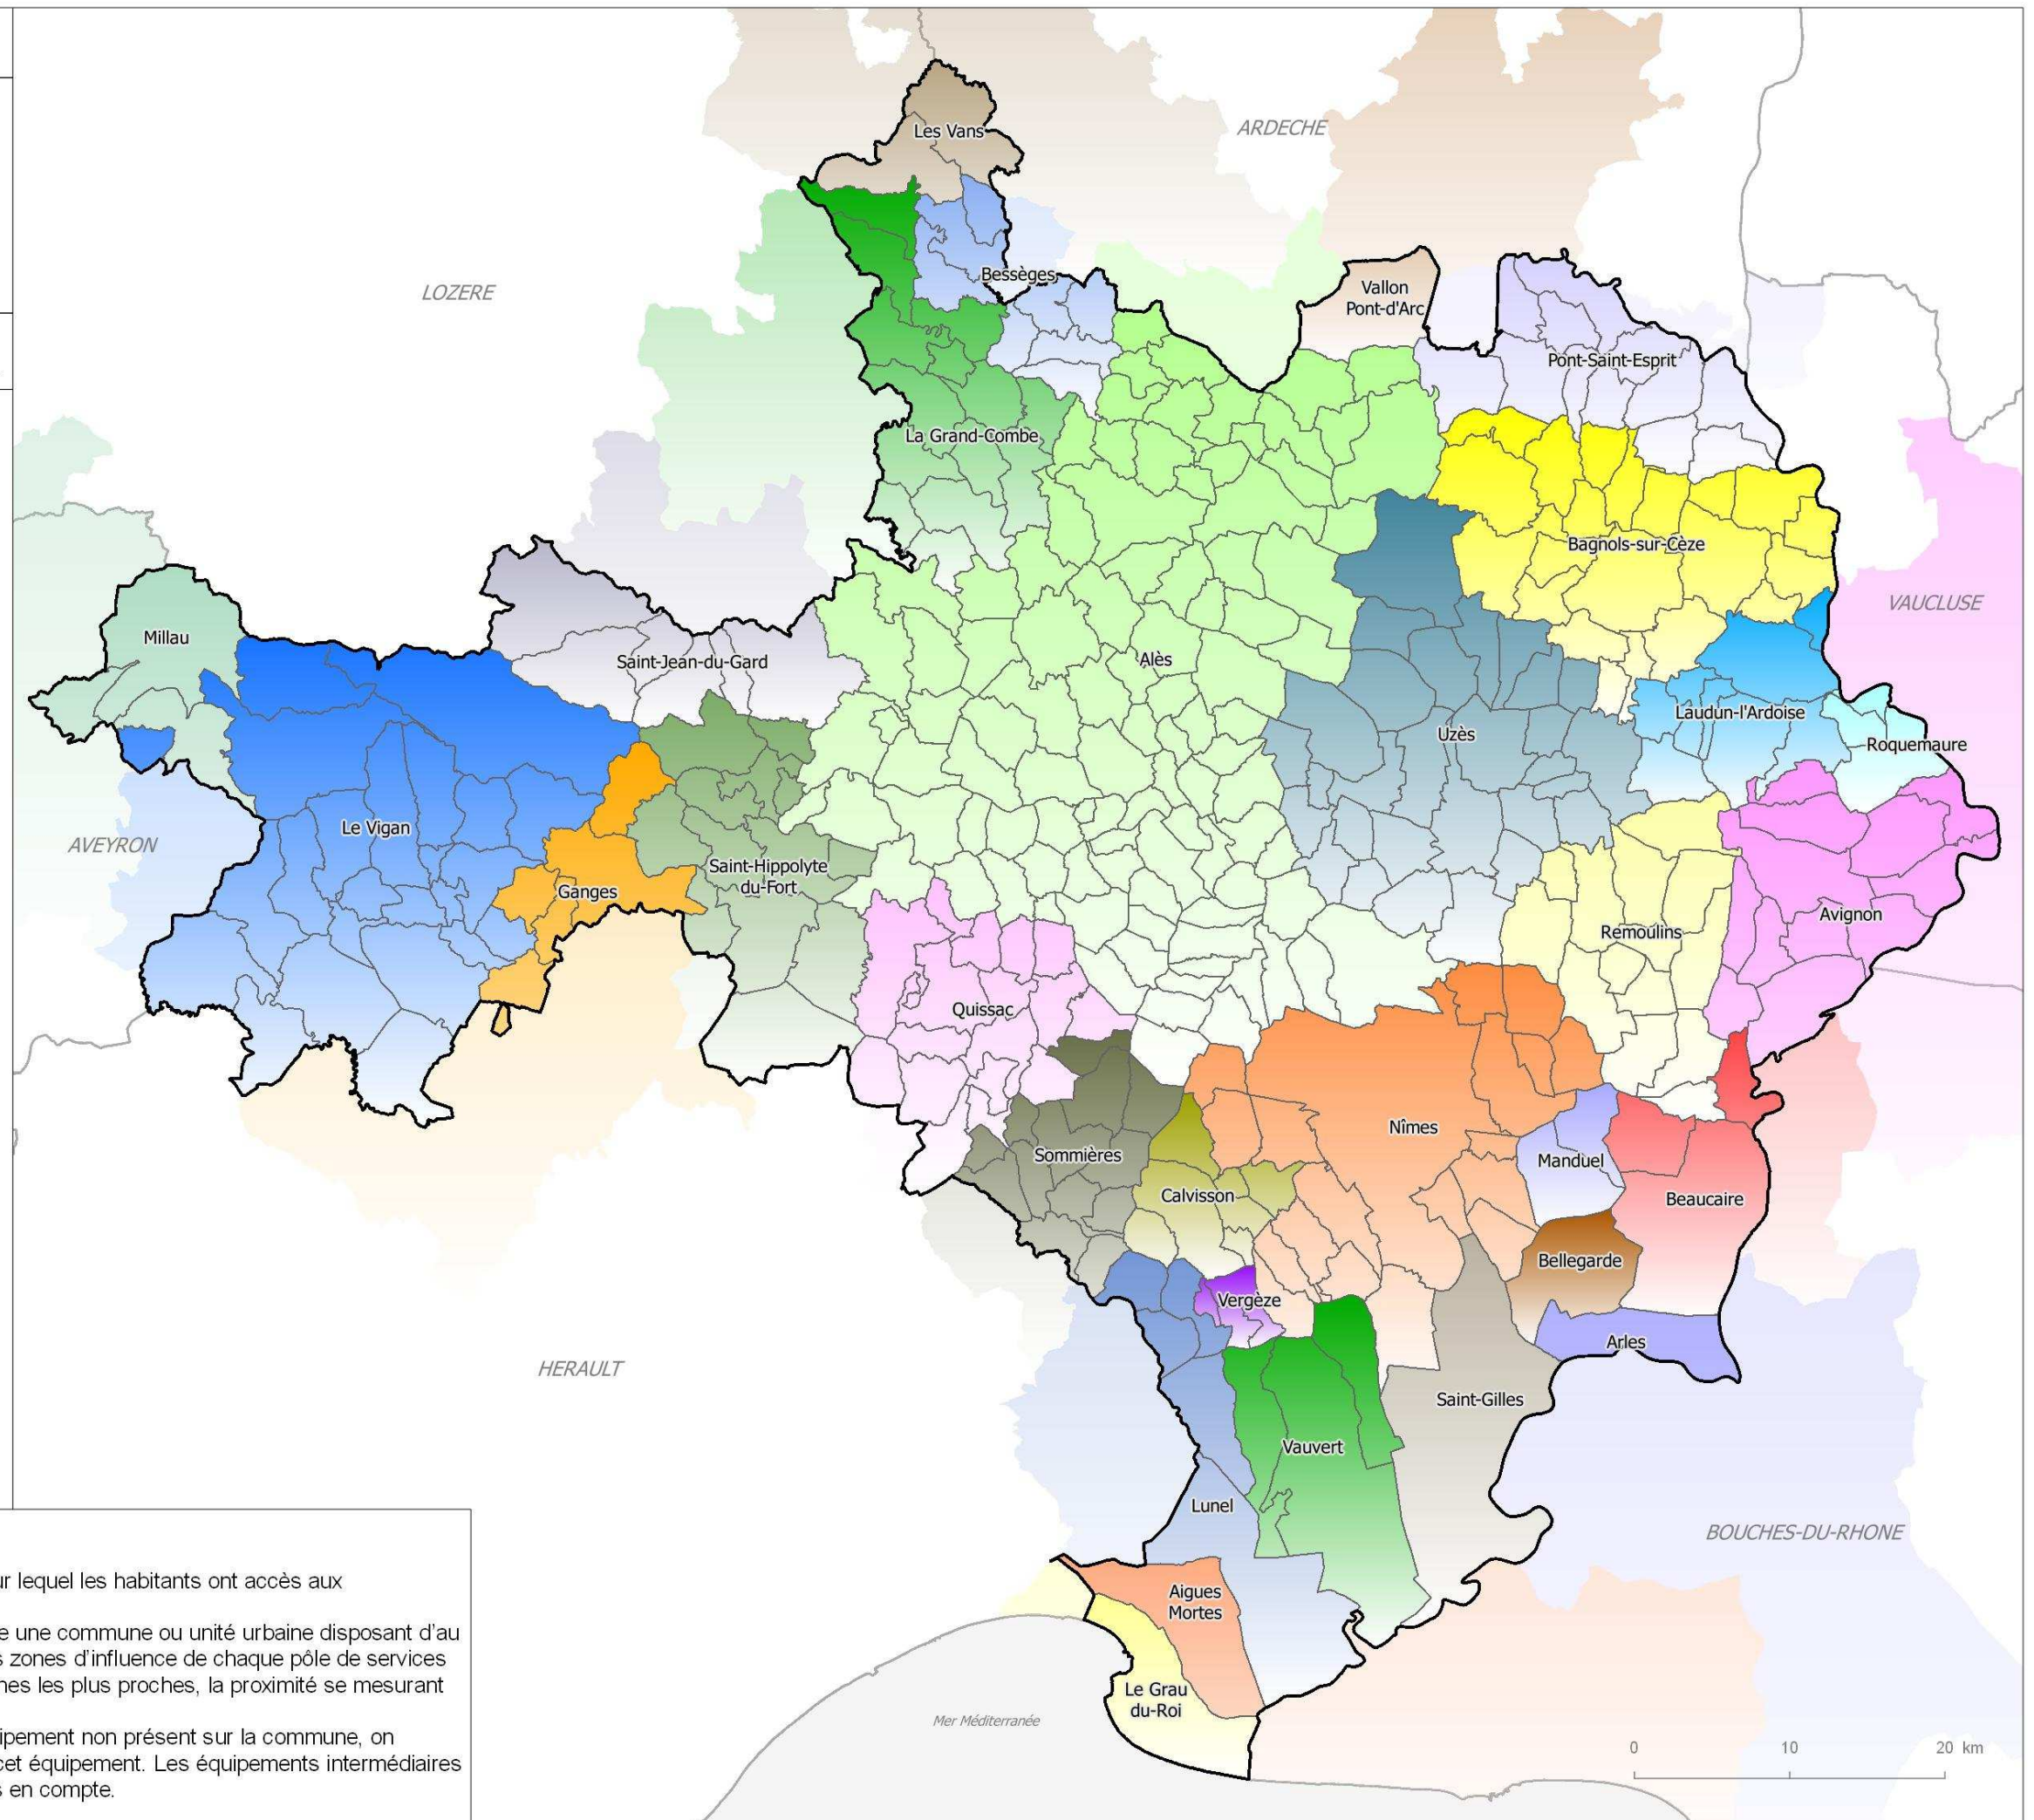 Les Vans
ARDECHE
LOZERE
Bessèges
Vallon
Pont-d'Arc
Pont-Saint-Esprit
La Grand-Combe
Bagnols-sur-Cèze
VAUCLUSE
Millau
Saint-Jean-du-Gard
Alès
Laudun-l'Ardoise
Uzès
Roquemaure
Le Vigan
AVEYRON
Saint-Hippolyte
du-Fort
Ganges
Avignon
Remoulins
Quissac
Nîmes
Sommières
Manduel
Calvisson
Beaucaire
Bellegarde
Vergèze
Arles
HERAULT
Saint-Gilles
Vauvert
Lunel
BOUCHES-DU-RHONE
Aigues
Mortes
Le Grau
du-Roi
Mer Méditerranée
0 10 20 km
ur lequel les habitants ont accès aux
e une commune ou unité urbaine disposant d'au
s zones d'influence de chaque pôle de services
nes les plus proches, la proximité se mesurant
ipement non présent sur la commune, on
cet équipement. Les équipements intermédiaires
s en compte.